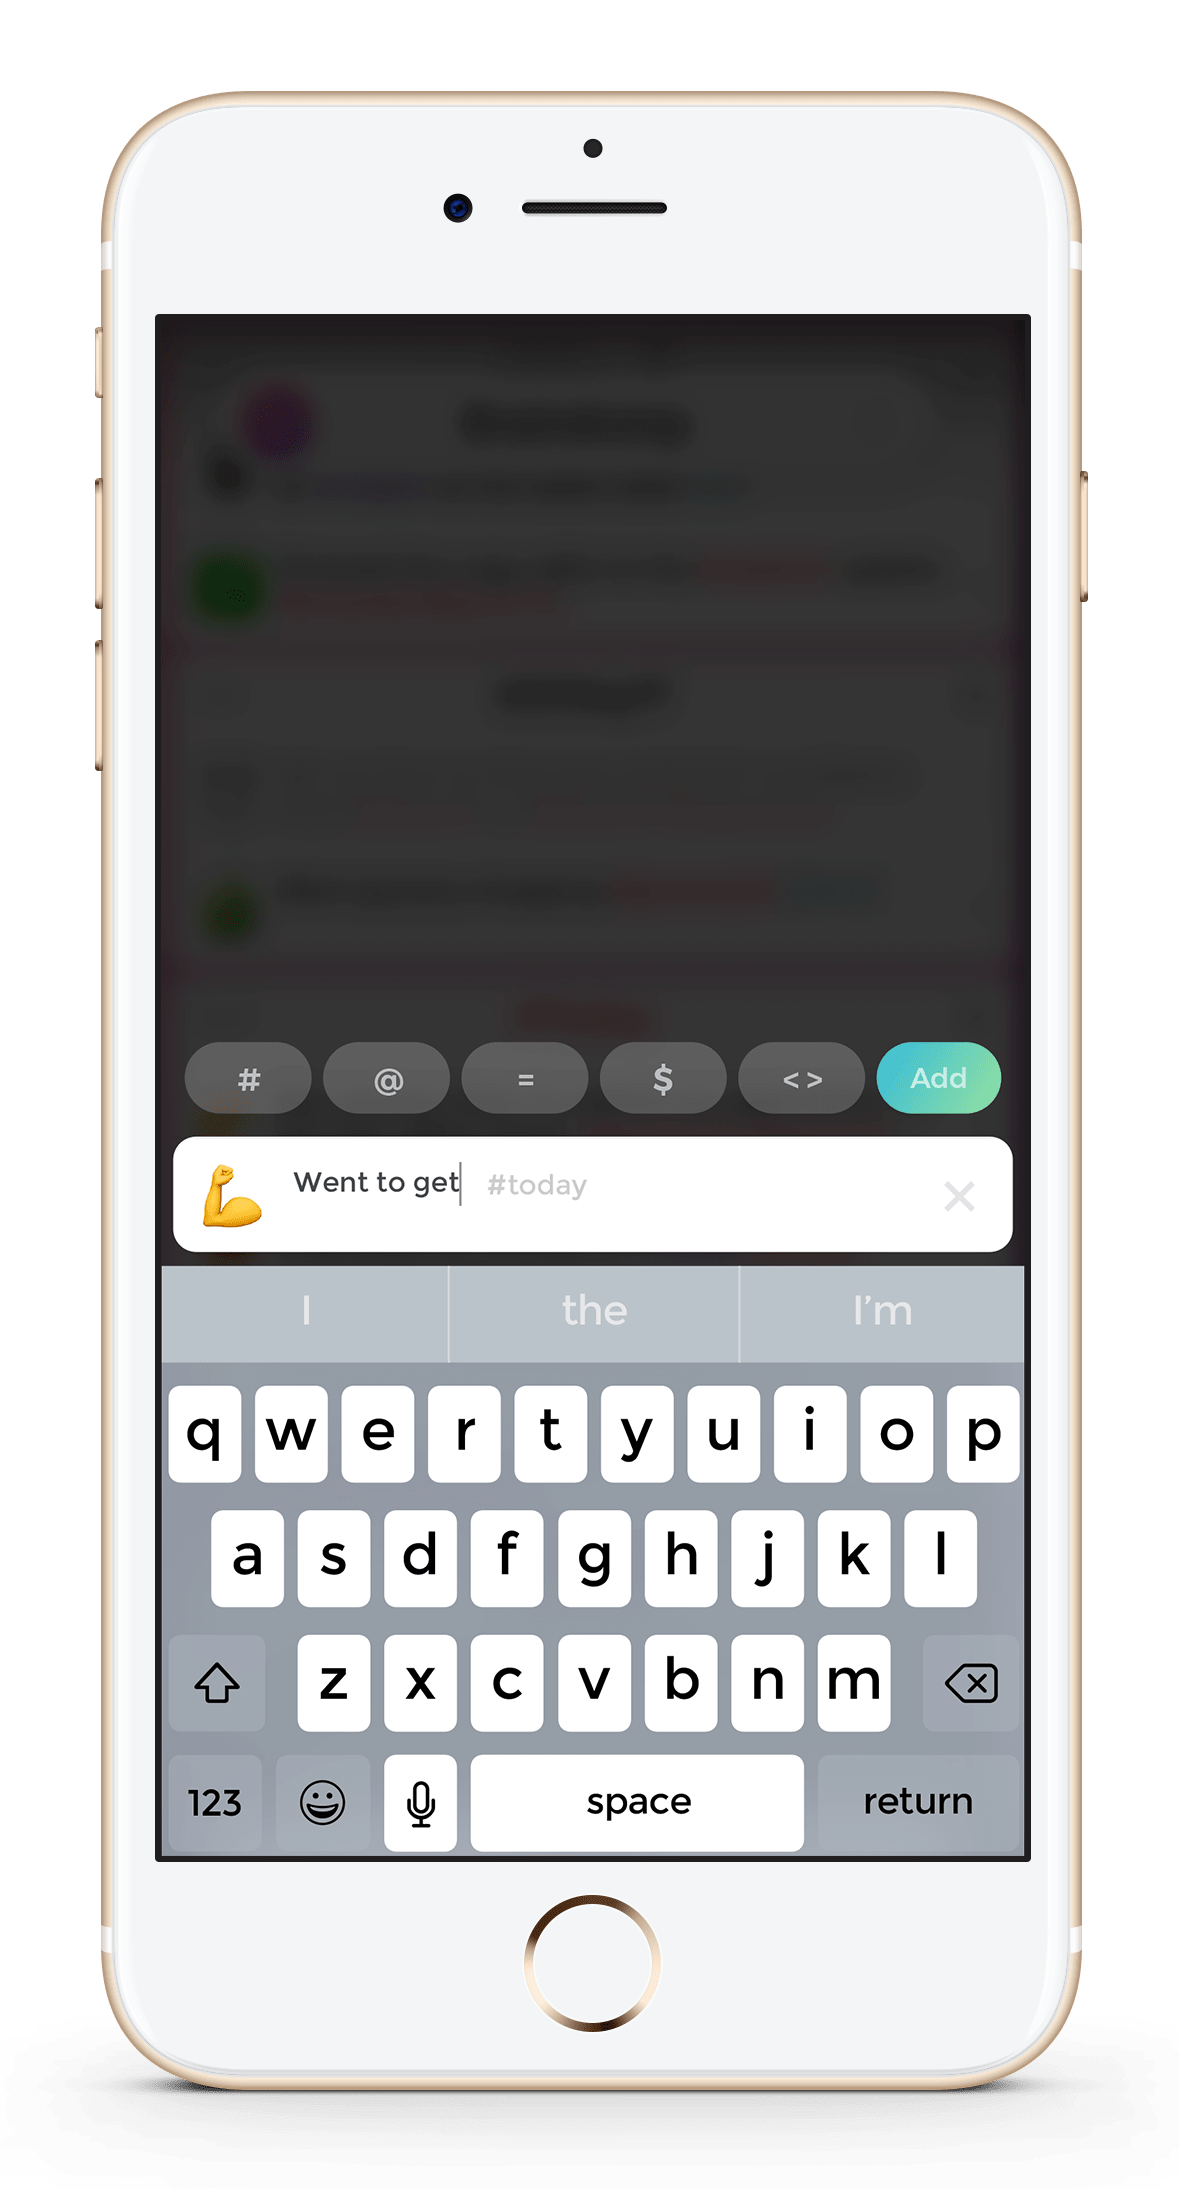 # @ = $ < > Add
Went to get #today
I the I'm
q w e r t y u i o p
a s d f g h j k l
z x c v b n m
123 space return